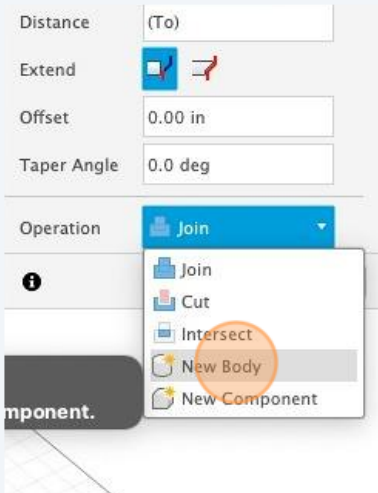 Distance (To)
Extend
Offset 0.00 in
Taper Angle 0.0 deg
Operation Join
Join
Cut
Intersect
New Body
New Component
mponent.